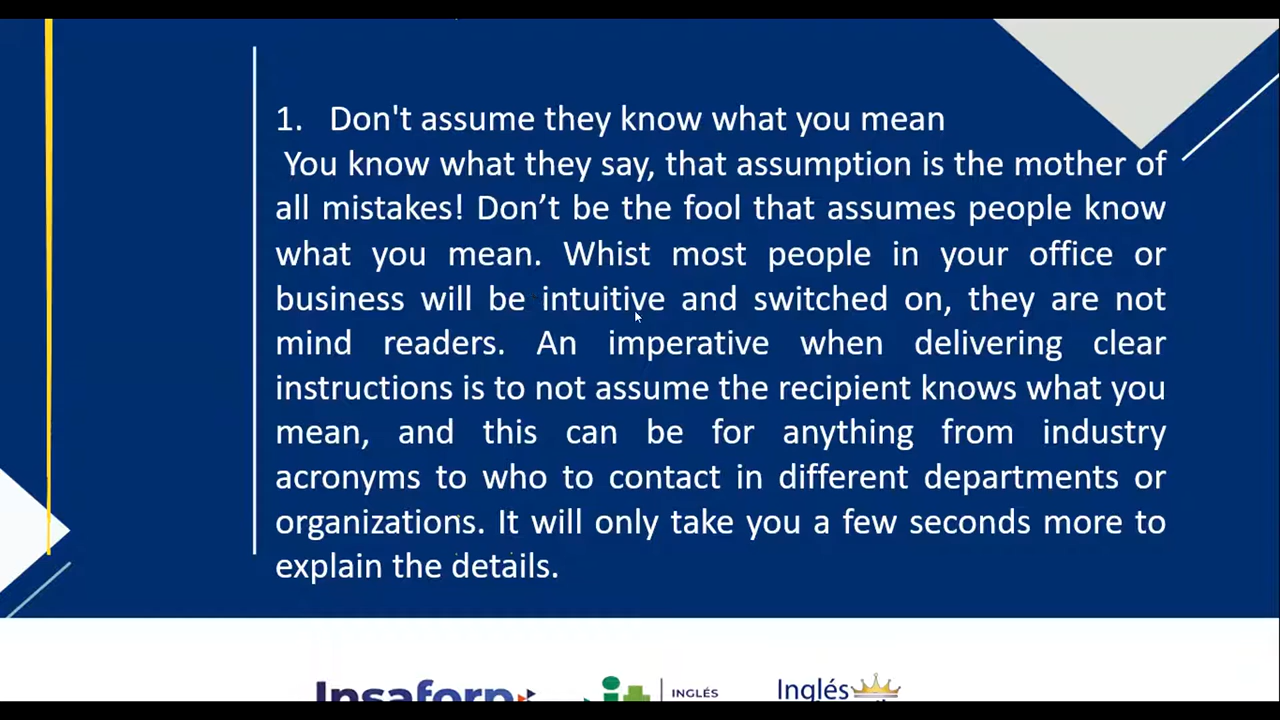 1. Don't assume they know what you mean
You know what they say, that assumption is the mother of
all mistakes! Don’t be the fool that assumes people know
what you mean. Whist most people in your office or
business will be intuitive and switched on, they are not
mind readers. An imperative when delivering clear
instructions is to not assume the recipient knows what you
mean, and this can be for anything from industry
acronyms to who to contact in different departments or
organizations. It will only take you a few seconds more to
explain the details.
Insaforp
INGLÉS
Inglés